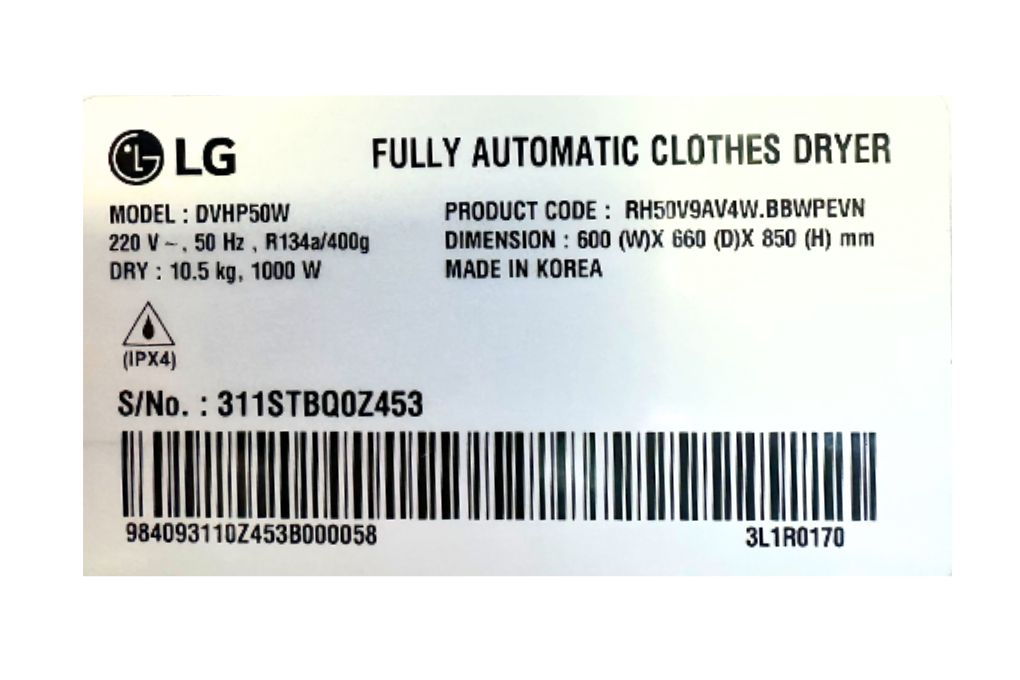 LG FULLY AUTOMATIC CLOTHES DRYER
MODEL : DVHP50W PRODUCT CODE : RH50V9AV4W.BBWPEVN
220 V ~, 50 Hz , R134a/400g DIMENSION : 600 (W)X 660 (D)X 850 (H) mm
DRY : 10.5 kg, 1000 W MADE IN KOREA
(IPX4)
S/No. : 311STBQ0Z453
984093110Z453B000058 3L1R0170